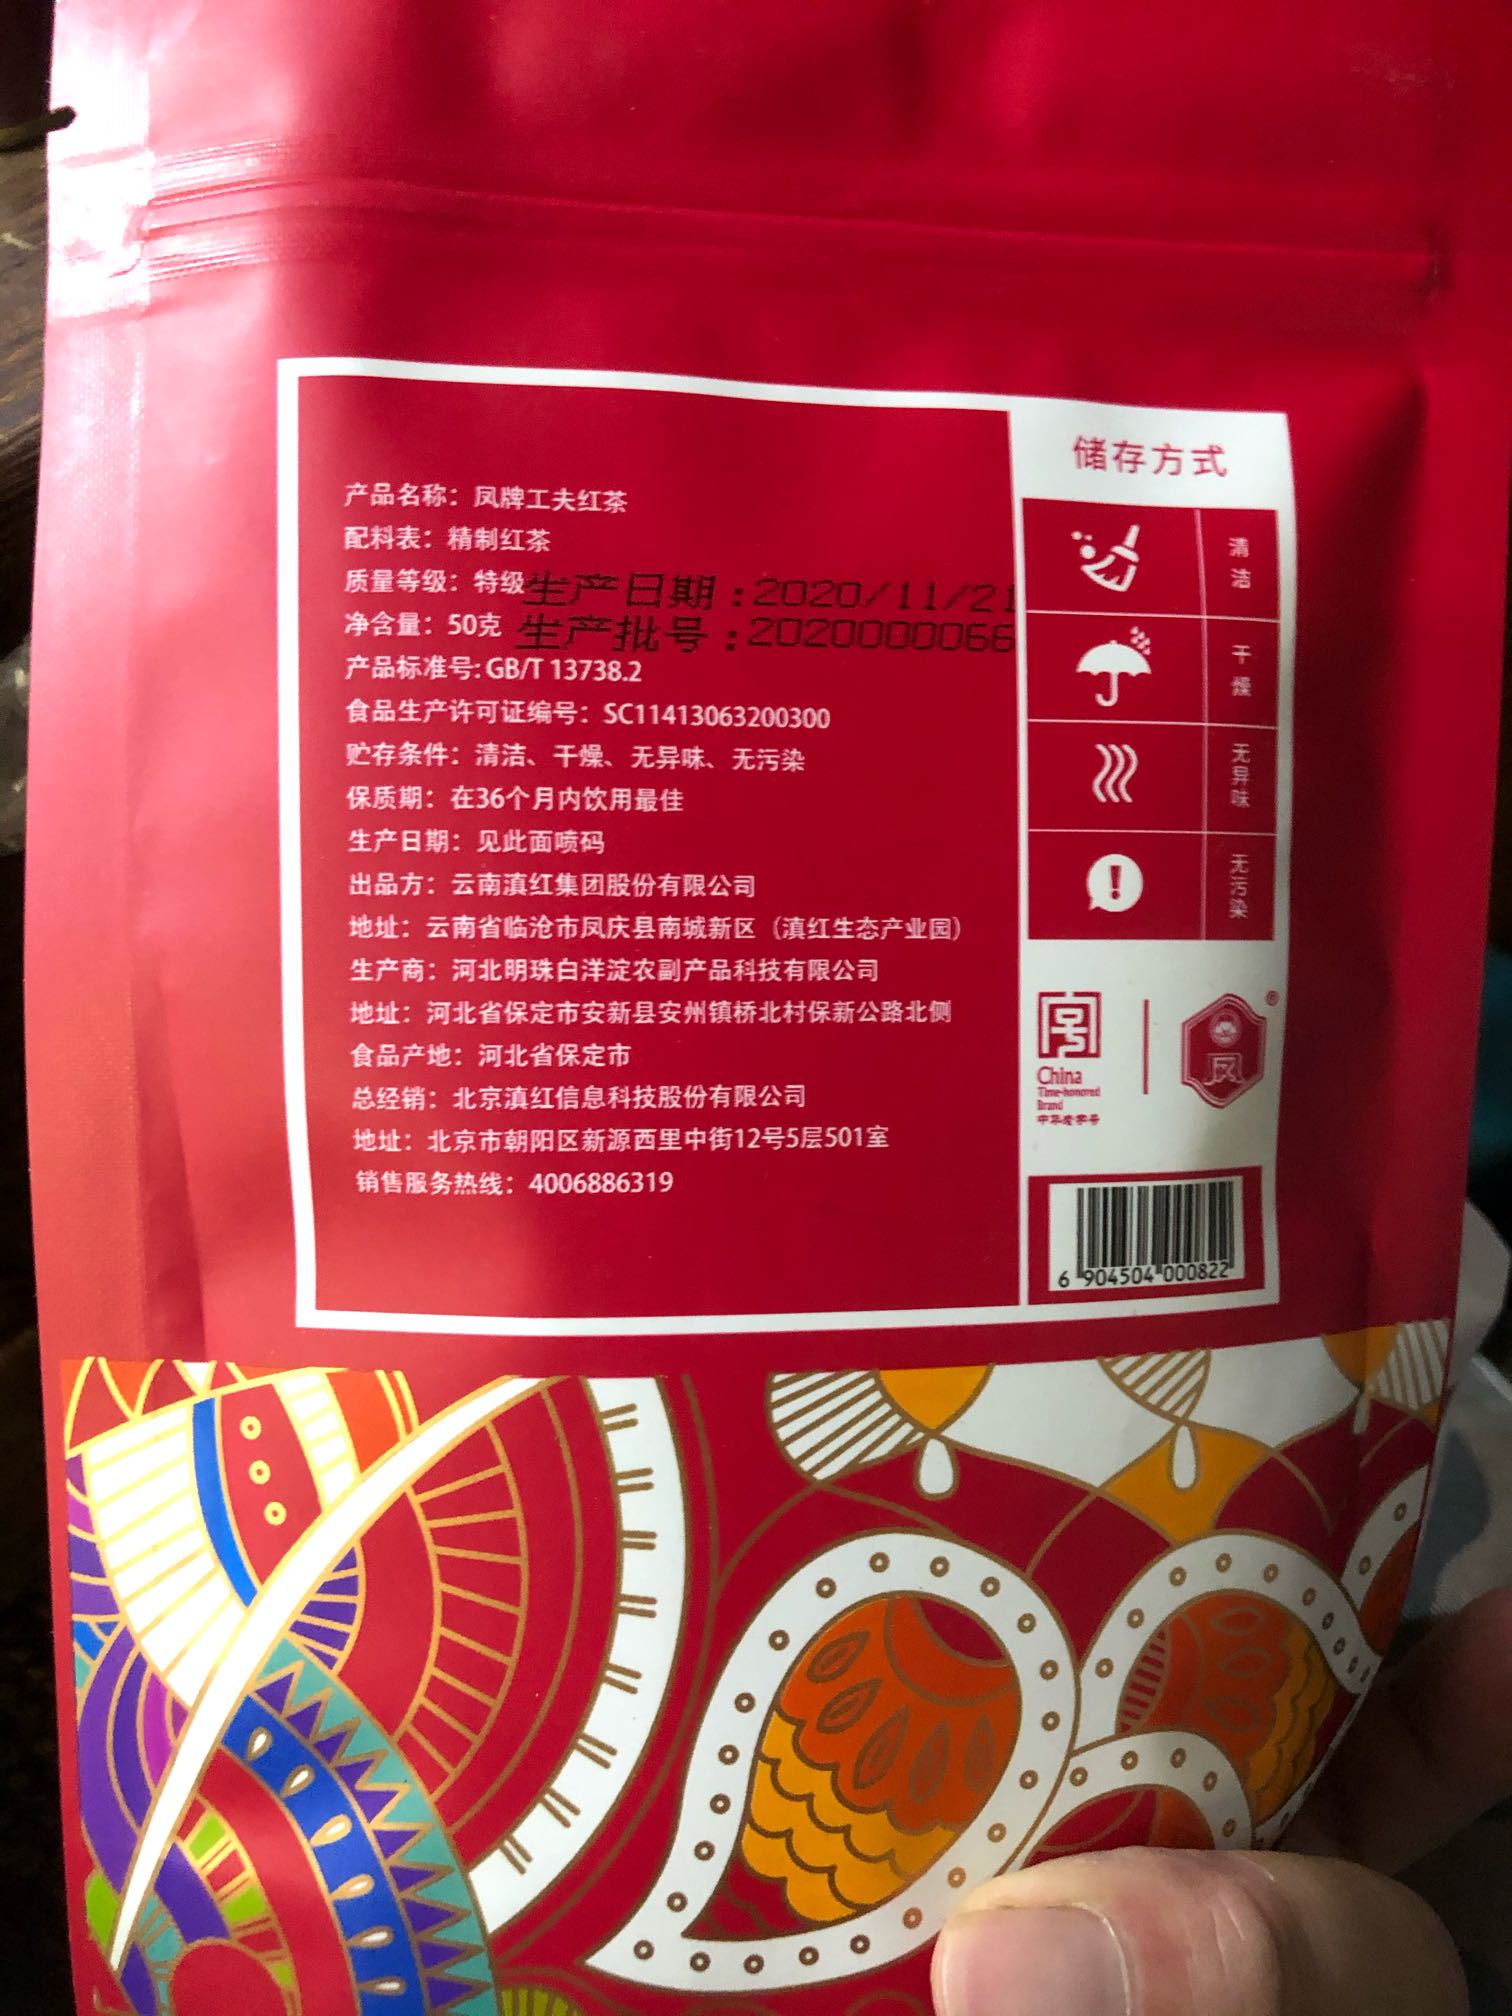 产品名称：凤牌工夫红茶
配料表：精制红茶
质量等级：特级
生产日期：2020/11/21
净含量：50克
生产批号：2020000066
产品标准号：GB/T 13738.2
食品生产许可证编号：SC11413063200300
贮存条件：清洁、干燥、无异味、无污染
保质期：在36个月内饮用最佳
生产日期：见此面喷码
出品方：云南滇红集团股份有限公司
地址：云南省临沧市凤庆县南城新区（滇红生态产业园）
生产商：河北明珠白洋淀农副产品科技有限公司
地址：河北省保定市安新县安州镇桥北村保新公路北侧
食品产地：河北省保定市
总经销：北京滇红信息科技股份有限公司
地址：北京市朝阳区新源西里中街12号5层501室
销售服务热线：4006886319
储存方式
清洁
干燥
无异味
无污染
China
Time-honored
Brand
中华老字号
凤
®
6 904504 000822